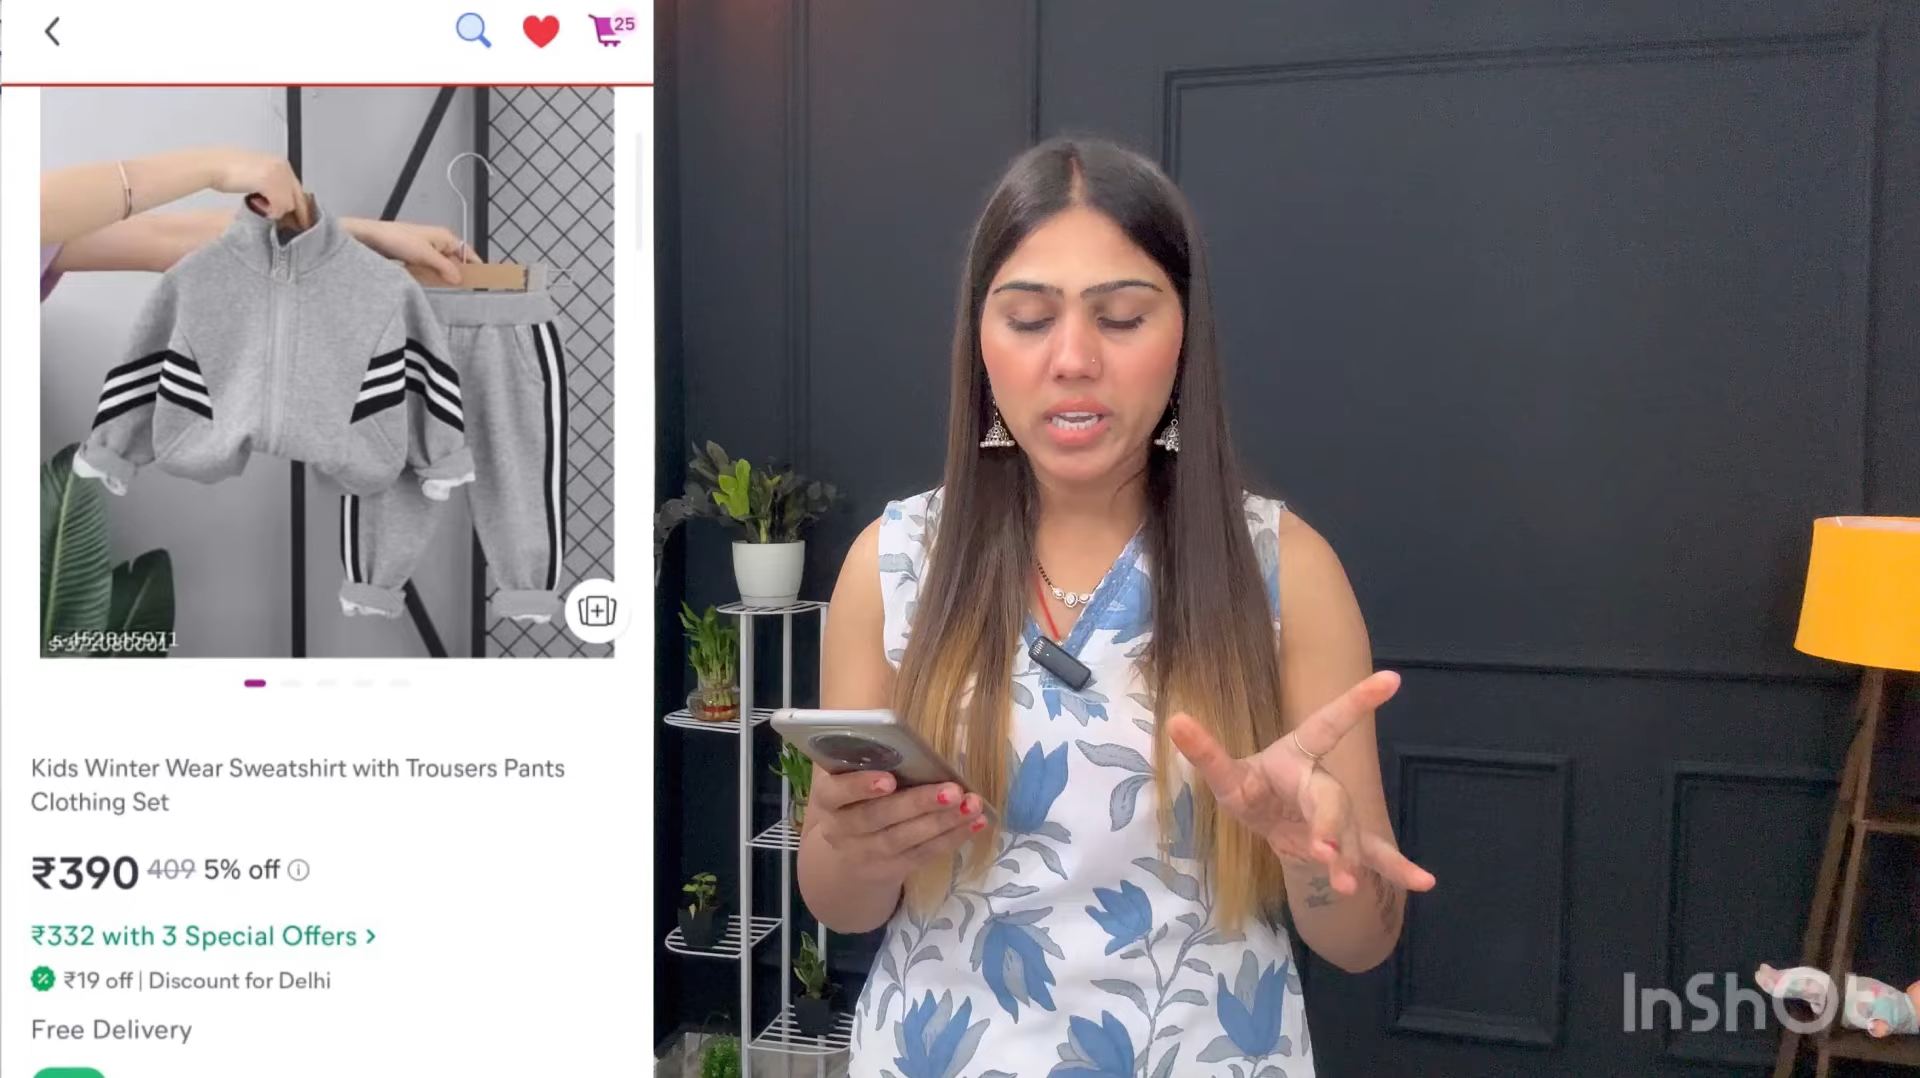 25
Kids Winter Wear Sweatshirt with Trousers Pants
Clothing Set
₹390 409 5% off
₹332 with 3 Special Offers >
₹19 off | Discount for Delhi
Free Delivery
InShOt